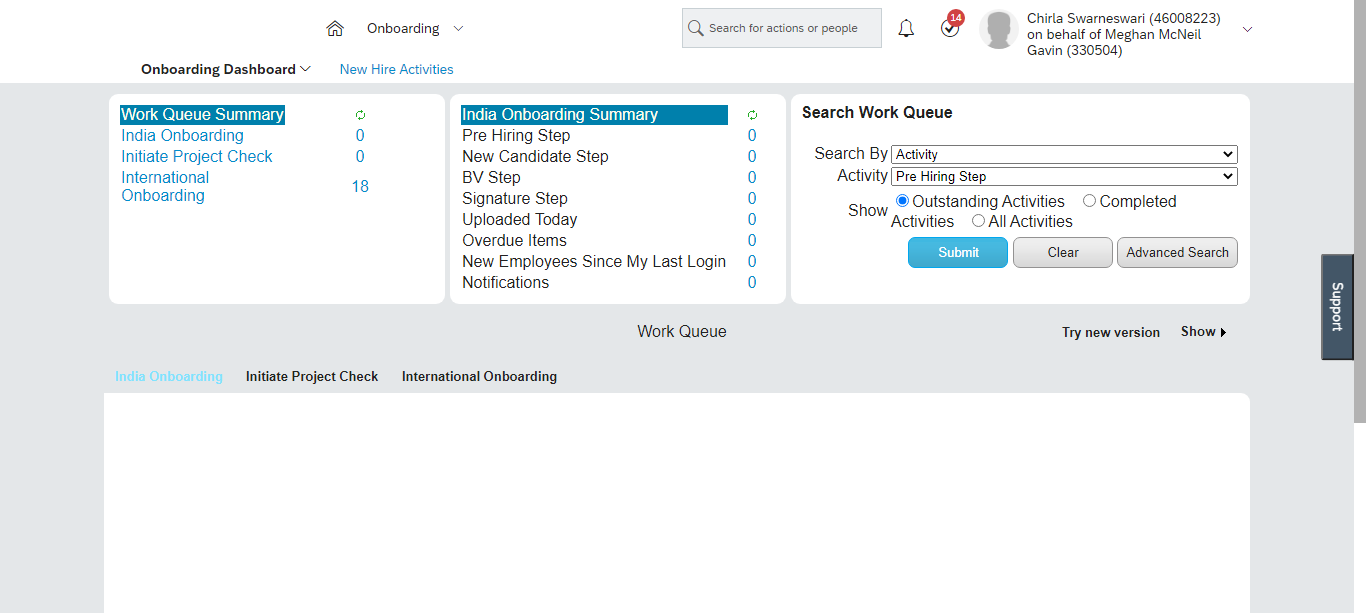 Onboarding
Search for actions or people
14
Chirla Swarneswari (46008223)
on behalf of Meghan McNeil
Gavin (330504)
Onboarding Dashboard
New Hire Activities
Work Queue Summary
India Onboarding 0
Initiate Project Check 0
International
Onboarding
18
India Onboarding Summary
Pre Hiring Step 0
New Candidate Step 0
BV Step 0
Signature Step 0
Uploaded Today 0
Overdue Items 0
New Employees Since My Last Login 0
Notifications 0
Search Work Queue
Search By Activity
Activity Pre Hiring Step
Show
Outstanding Activities Completed
Activities All Activities
Submit Clear Advanced Search
Support
Work Queue
Try new version Show
India Onboarding Initiate Project Check International Onboarding